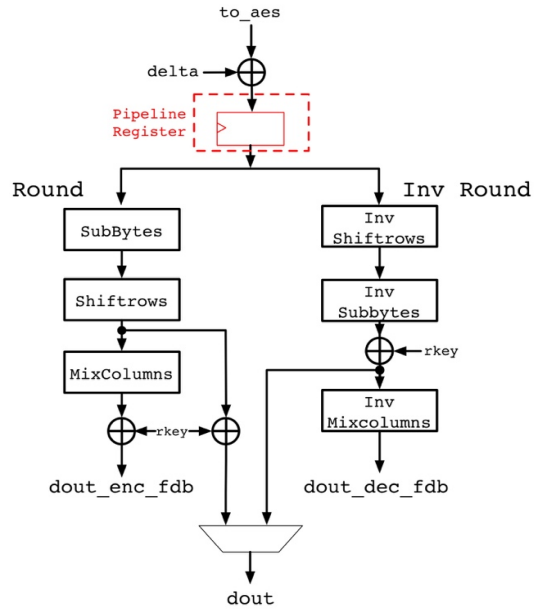 to_aes
delta
Pipeline
Register
Round
Inv Round
SubBytes
Inv
Shiftrows
Shiftrows
Inv
Subbytes
rkey
MixColumns
Inv
Mixcolumns
rkey
dout_enc_fdb
dout_dec_fdb
dout